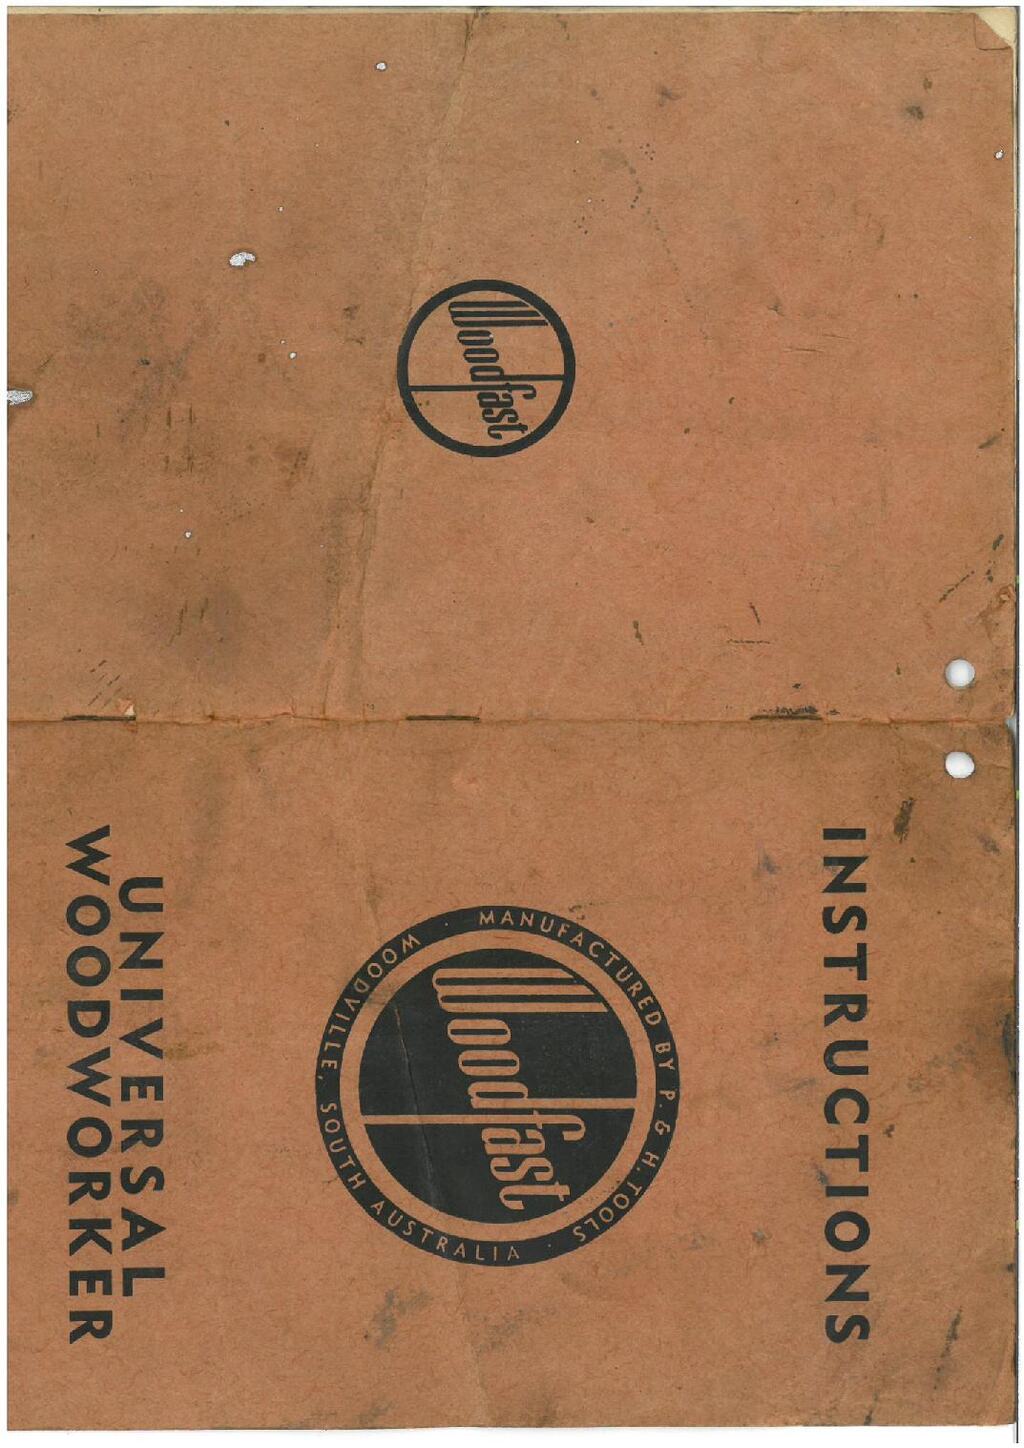 Woodfast
INSTRUCTIONS
MANUFACTURED BY P. & H. TOOLS
Woodfast
WOODVILLE, SOUTH AUSTRALIA
UNIVERSAL
WOODWORKER